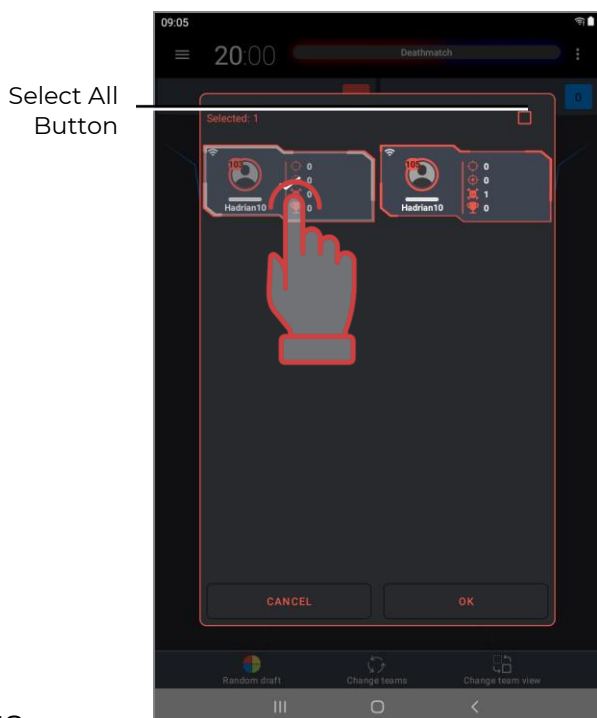 09:05
20:00
Deathmatch
0
Select All
Button
Selected: 1
103
0
0
0
0
Hadrian10
105
0
0
1
0
Hadrian10
CANCEL
OK
Random draft
Change teams
Change team view